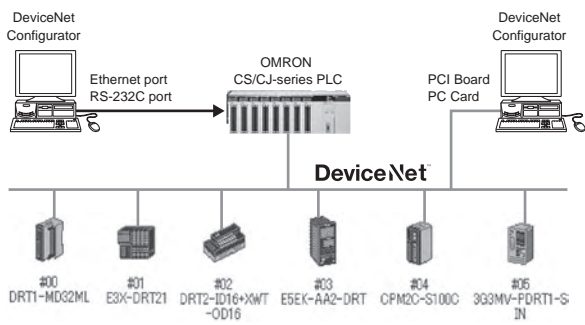 DeviceNet
Configurator
DeviceNet
Configurator
OMRON
CS/CJ-series PLC
Ethernet port
RS-232C port
PCI Board
PC Card
DeviceNet
#00
DRT1-MD32ML
#01
E3X-DRT21
#02
DRT2-ID16+XWT
-OD16
#03
E5EK-AA2-DRT
#04
CPM2C-S100C
#05
3G3MV-PDRT1-S
IN